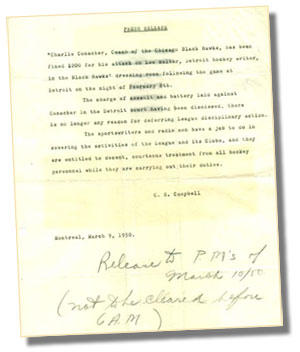 PRESS RELEASE
"Charlie Conacher, Coach of the Chicago Black Hawks, has been
fined $200 for his attack on Lew Walter, Detroit hockey writer,
in the Black Hawks' dressing room following the game at
Detroit on the night of February 8th.
The charge of assault and battery laid against
Conacher in the Detroit court having been dismissed, there
is no longer any reason for deferring League disciplinary action.
The sportswriters and radio men have a job to do in
covering the activities of the League and its Clubs, and they
are entitled to decent, courteous treatment from all hockey
personnel while they are carrying out their duties.
C. S. Campbell
Montreal, March 9, 1950.
Release to P M's of
March 10/50
(not to be cleared before
6 A.M)